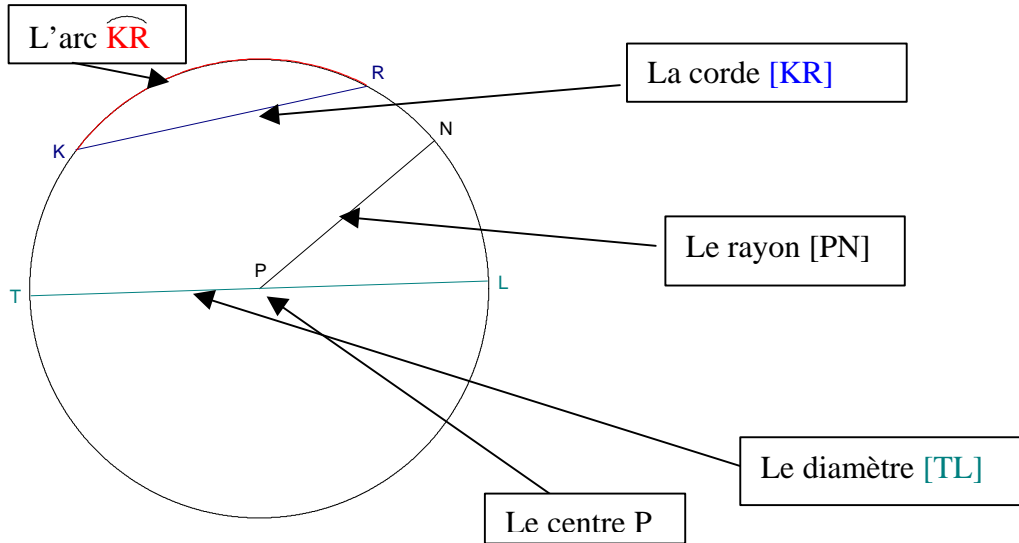 L'arc KR
R
La corde [KR]
N
K
Le rayon [PN]
P
T
L
Le diamètre [TL]
Le centre P